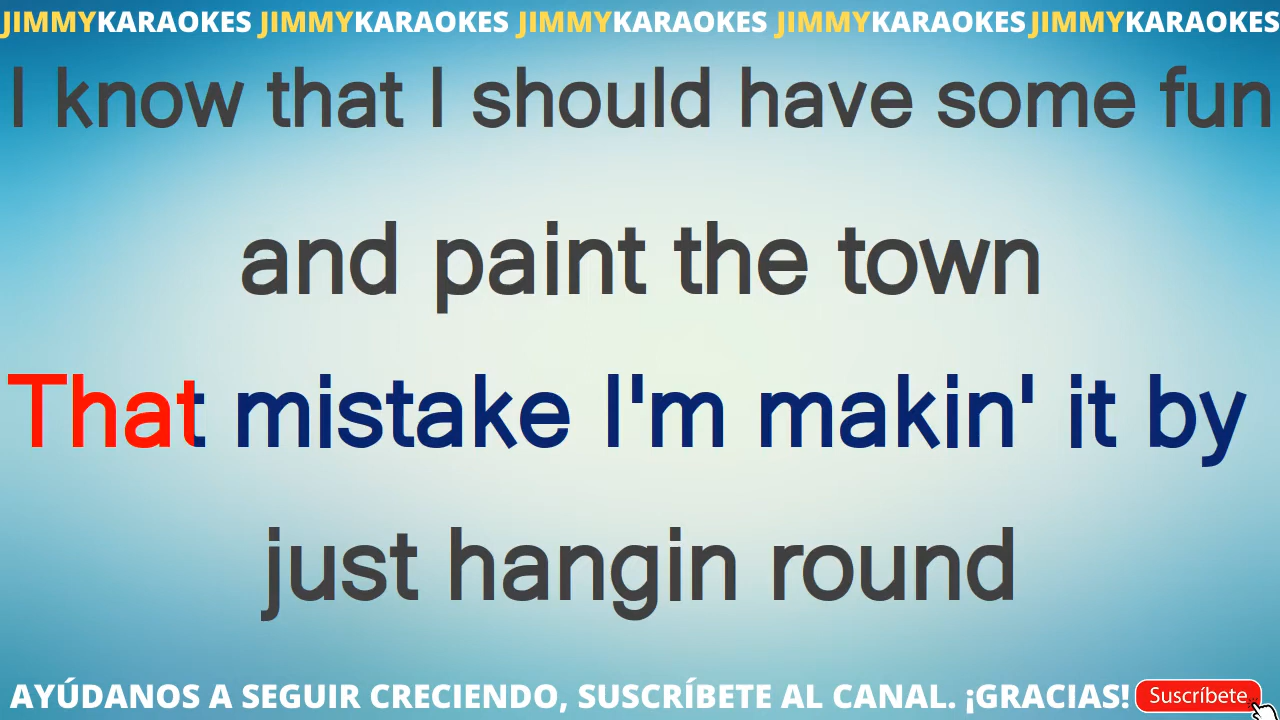 JIMMYKARAOKES JIMMYKARAOKES JIMMYKARAOKES JIMMYKARAOKES JIMMYKARAOKES
I know that I should have some fun
and paint the town
That mistake I'm makin' it by
just hangin round
AYÚDANOS A SEGUIR CRECIENDO, SUSCRÍBETE AL CANAL. ¡GRACIAS! Suscríbete